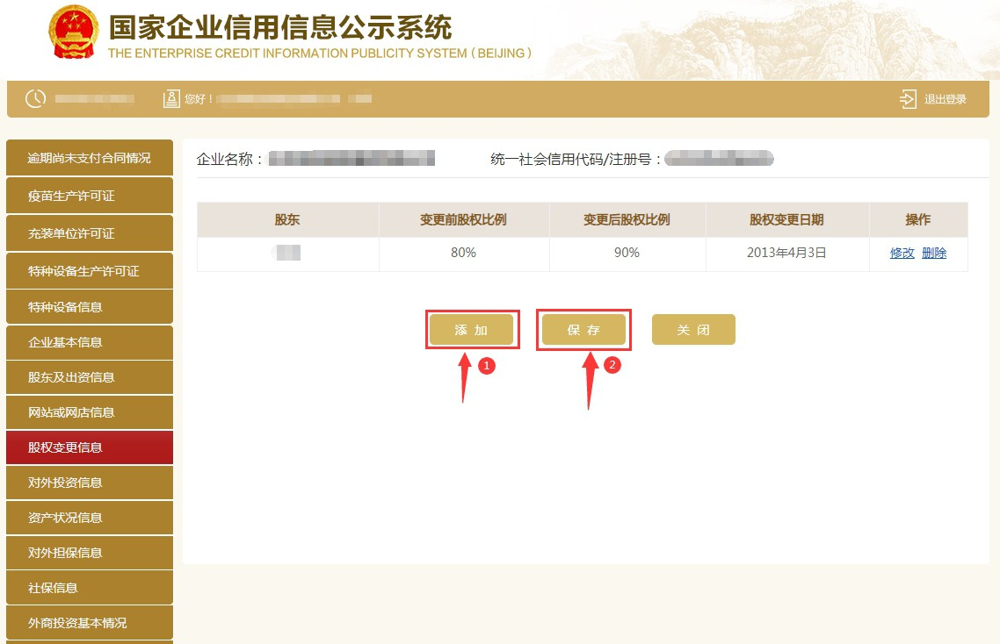 国家企业信用信息公示系统
THE ENTERPRISE CREDIT INFORMATION PUBLICITY SYSTEM ( BEIJING )
您好！ 退出登录
逾期尚未支付合同情况
疫苗生产许可证
充装单位许可证
特种设备生产许可证
特种设备信息
企业基本信息
股东及出资信息
网站或网店信息
股权变更信息
对外投资信息
资产状况信息
对外担保信息
社保信息
外商投资基本情况
企业名称： 统一社会信用代码/注册号：
股东 变更前股权比例 变更后股权比例 股权变更日期 操作
80% 90% 2013年4月3日 修改 删除
添 加 保 存 关 闭
1 2